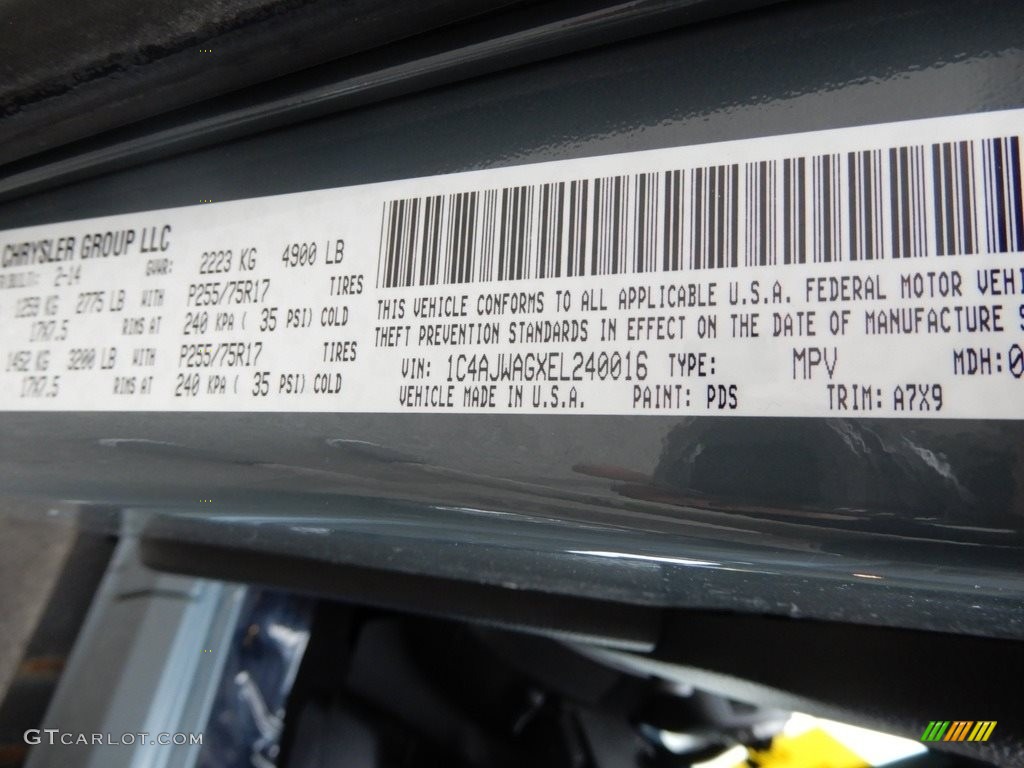 CHRYSLER GROUP LLC
2-14 GVWR: 2223 KG 4900 LB
1259 KG 2775 LB WITH P255/75R17 TIRES
17X7.5 RIMS AT 240 KPA ( 35 PSI) COLD
1452 KG 3200 LB WITH P255/75R17 TIRES
17X7.5 RIMS AT 240 KPA ( 35 PSI) COLD
THIS VEHICLE CONFORMS TO ALL APPLICABLE U.S.A. FEDERAL MOTOR VEHI
THEFT PREVENTION STANDARDS IN EFFECT ON THE DATE OF MANUFACTURE S
VIN: 1C4AJWAGXEL240016 TYPE: MPV MDH:0
VEHICLE MADE IN U.S.A. PAINT: PDS TRIM: A7X9
GTCARLOT.COM